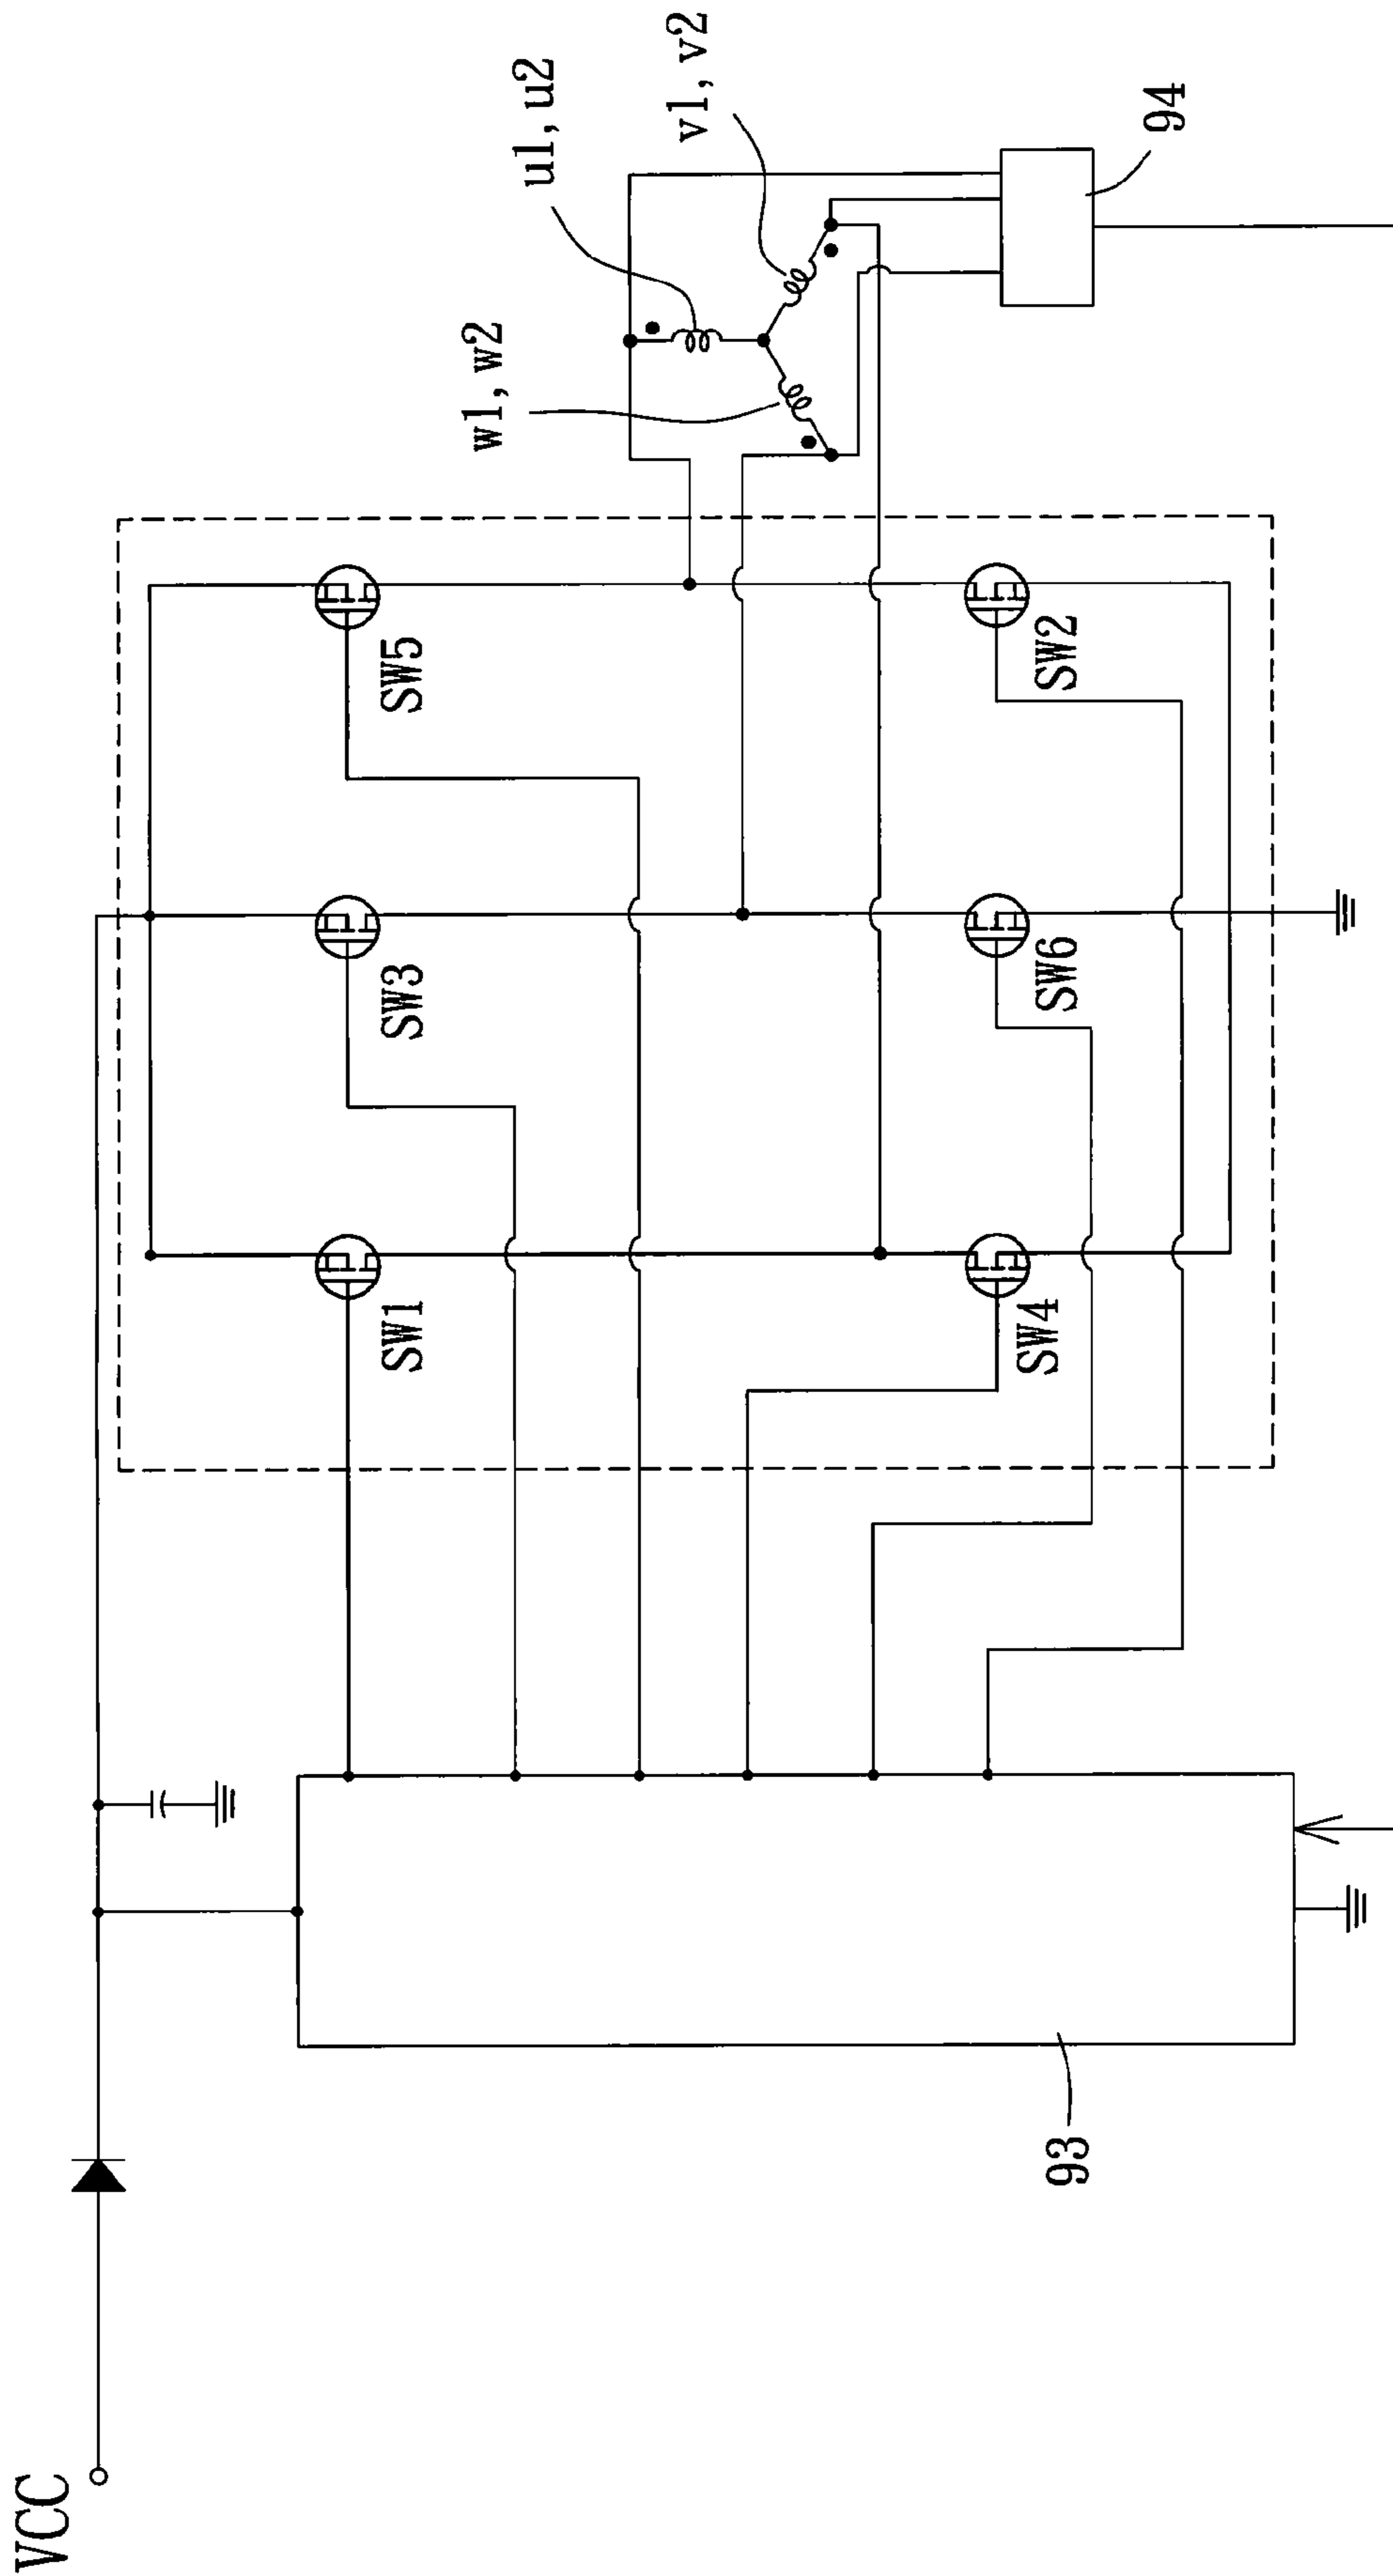 VCC
93
SW1
SW3
SW5
SW4
SW6
SW2
w1, w2
u1, u2
v1, v2
94